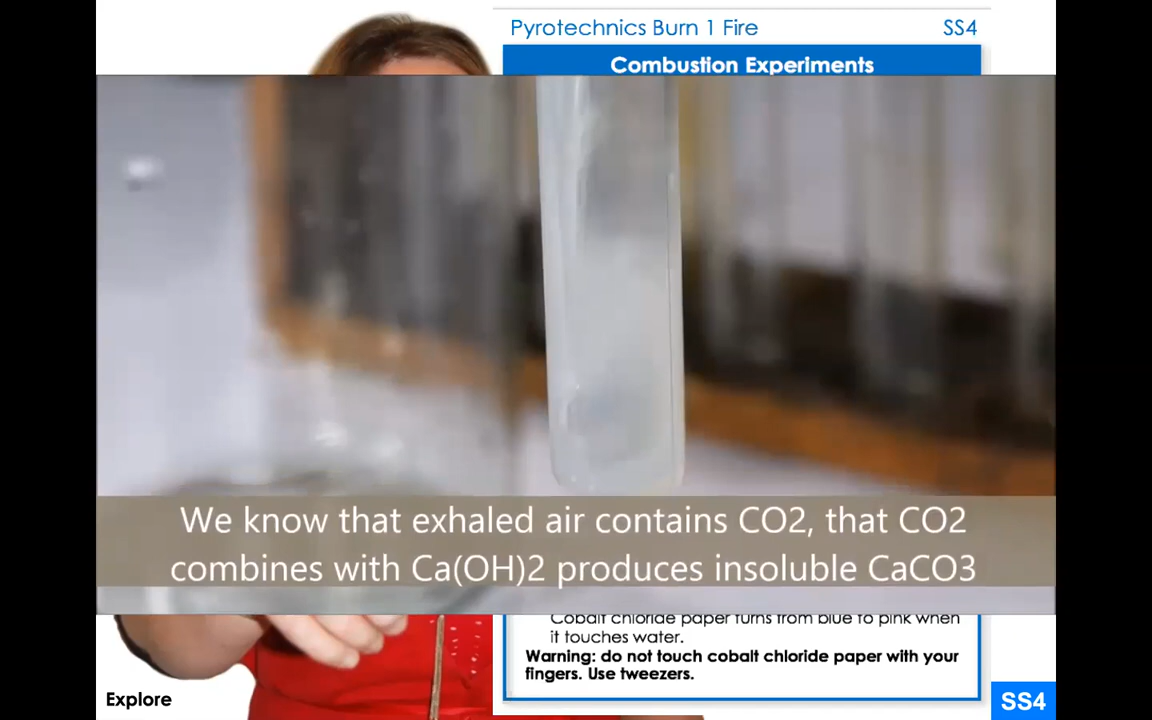 Pyrotechnics Burn 1 Fire SS4
Combustion Experiments
We know that exhaled air contains CO2, that CO2
combines with Ca(OH)2 produces insoluble CaCO3
Cobalt chloride paper turns from blue to pink when
it touches water.
Warning: do not touch cobalt chloride paper with your
fingers. Use tweezers.
Explore
SS4